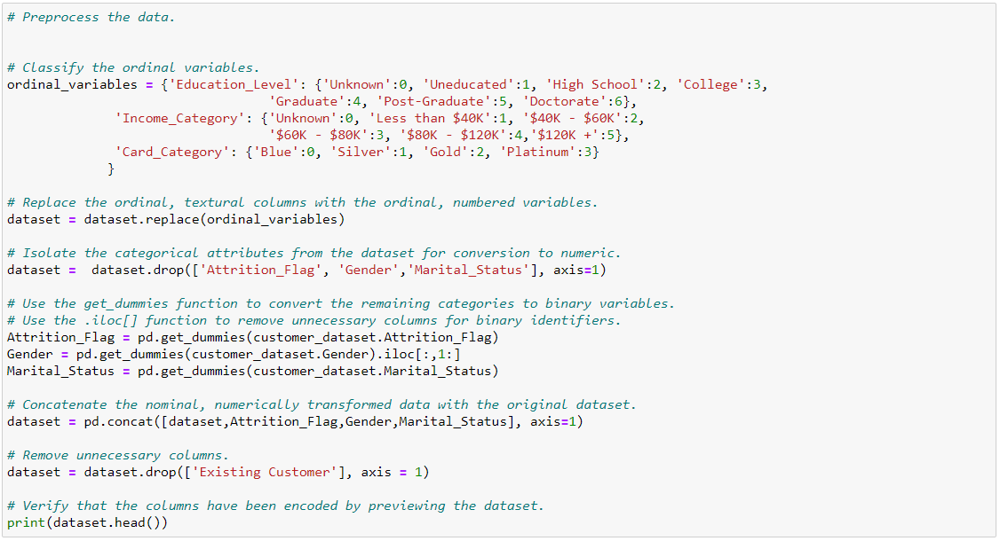 # Preprocess the data.
# Classify the ordinal variables.
ordinal_variables = {'Education_Level': {'Unknown':0, 'Uneducated':1, 'High School':2, 'College':3,
'Graduate':4, 'Post-Graduate':5, 'Doctorate':6},
'Income_Category': {'Unknown':0, 'Less than $40K':1, '$40K - $60K':2,
'$60K - $80K':3, '$80K - $120K':4,'$120K +':5},
'Card_Category': {'Blue':0, 'Silver':1, 'Gold':2, 'Platinum':3}
}
# Replace the ordinal, textural columns with the ordinal, numbered variables.
dataset = dataset.replace(ordinal_variables)
# Isolate the categorical attributes from the dataset for conversion to numeric.
dataset =  dataset.drop(['Attrition_Flag', 'Gender','Marital_Status'], axis=1)
# Use the get_dummies function to convert the remaining categories to binary variables.
# Use the .iloc[] function to remove unnecessary columns for binary identifiers.
Attrition_Flag = pd.get_dummies(customer_dataset.Attrition_Flag)
Gender = pd.get_dummies(customer_dataset.Gender).iloc[:,1:]
Marital_Status = pd.get_dummies(customer_dataset.Marital_Status)
# Concatenate the nominal, numerically transformed data with the original dataset.
dataset = pd.concat([dataset,Attrition_Flag,Gender,Marital_Status], axis=1)
# Remove unnecessary columns.
dataset = dataset.drop(['Existing Customer'], axis = 1)
# Verify that the columns have been encoded by previewing the dataset.
print(dataset.head())